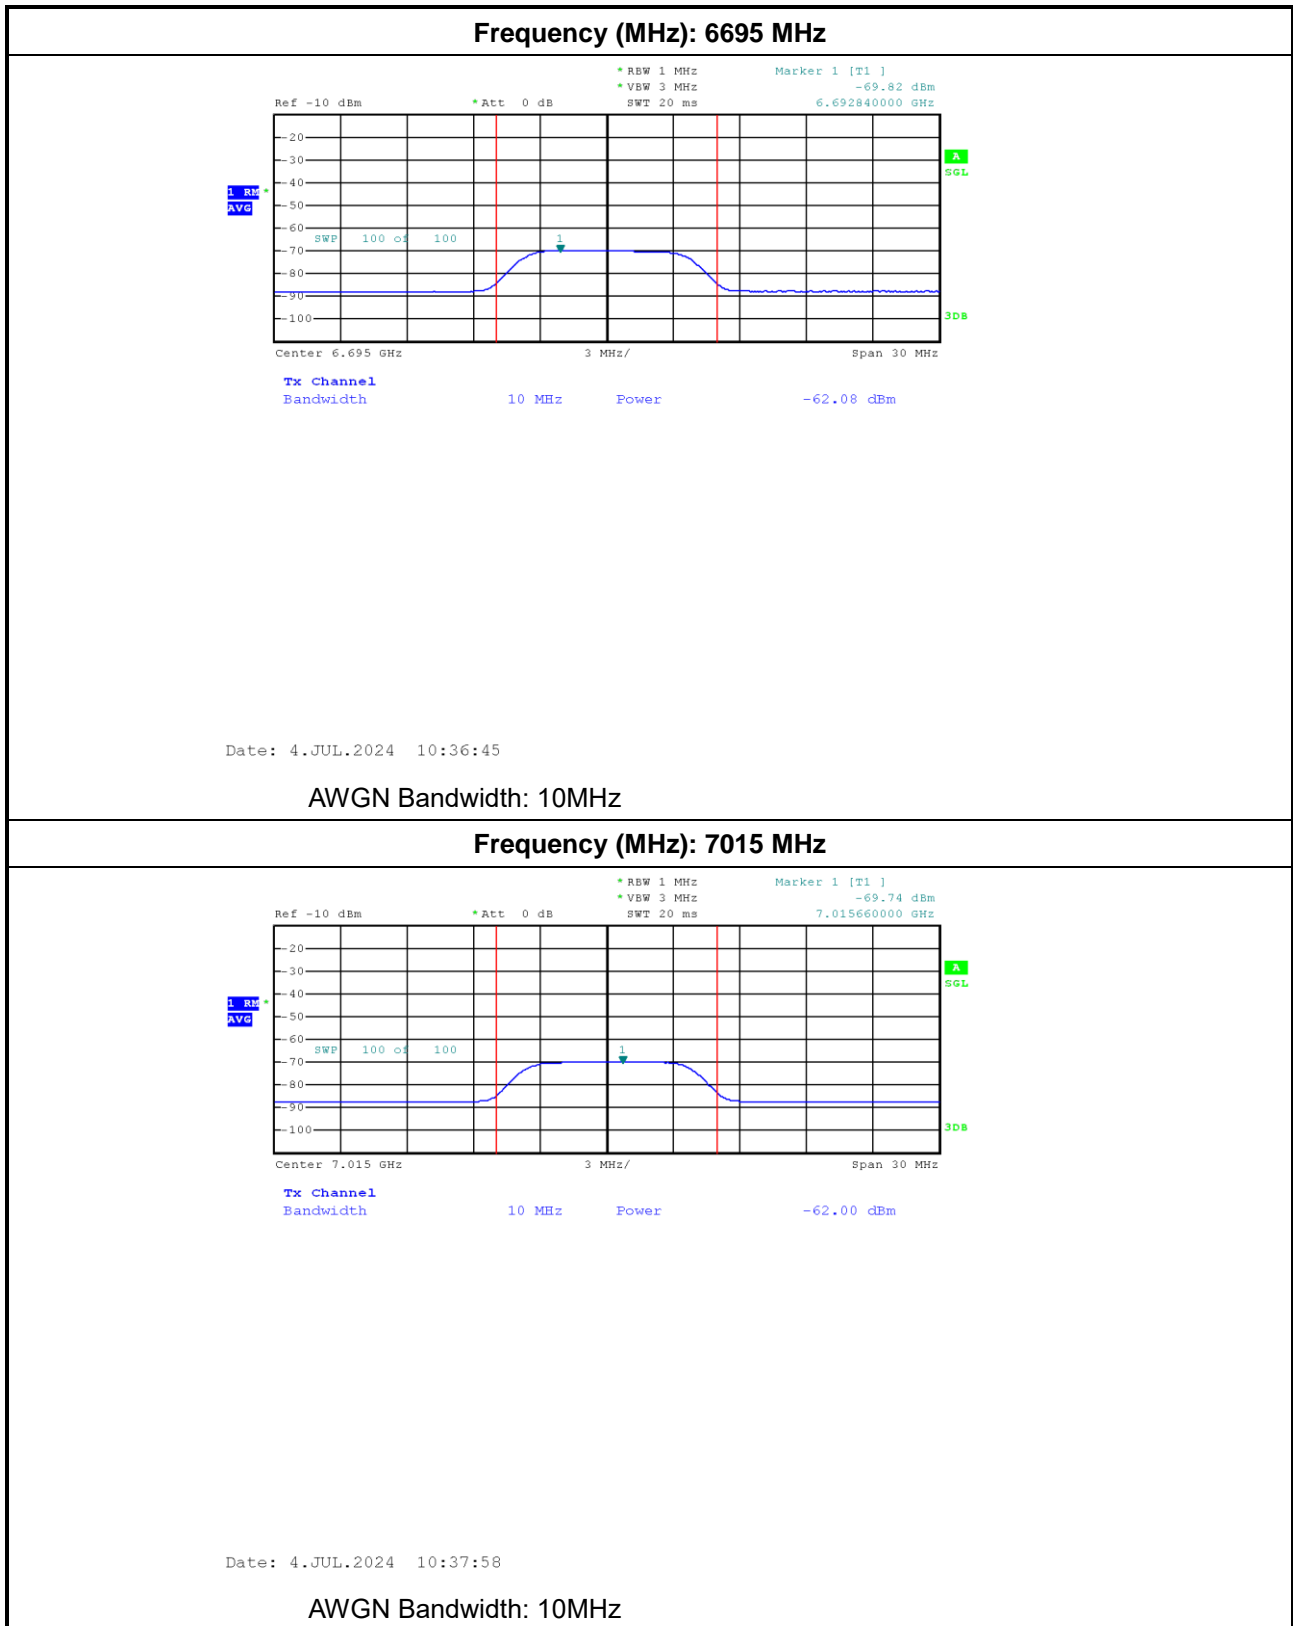 Frequency (MHz): 6695 MHz
* RBW 1 MHz Marker 1 [T1 ]
* VBW 3 MHz -69.82 dBm
Ref -10 dBm * Att 0 dB SWT 20 ms 6.692840000 GHz
-20
A
-30
SGL
-40
1 RM *
AVG
-50
-60
SWP 100 of 100 1
-70
-80
-90
-100
3DB
Center 6.695 GHz 3 MHz/ Span 30 MHz
Tx Channel
Bandwidth 10 MHz Power -62.08 dBm
Date: 4.JUL.2024 10:36:45
AWGN Bandwidth: 10MHz
Frequency (MHz): 7015 MHz
* RBW 1 MHz Marker 1 [T1 ]
* VBW 3 MHz -69.74 dBm
Ref -10 dBm * Att 0 dB SWT 20 ms 7.015660000 GHz
-20
A
-30
SGL
-40
1 RM *
AVG
-50
-60
SWP 100 of 100 1
-70
-80
-90
-100
3DB
Center 7.015 GHz 3 MHz/ Span 30 MHz
Tx Channel
Bandwidth 10 MHz Power -62.00 dBm
Date: 4.JUL.2024 10:37:58
AWGN Bandwidth: 10MHz